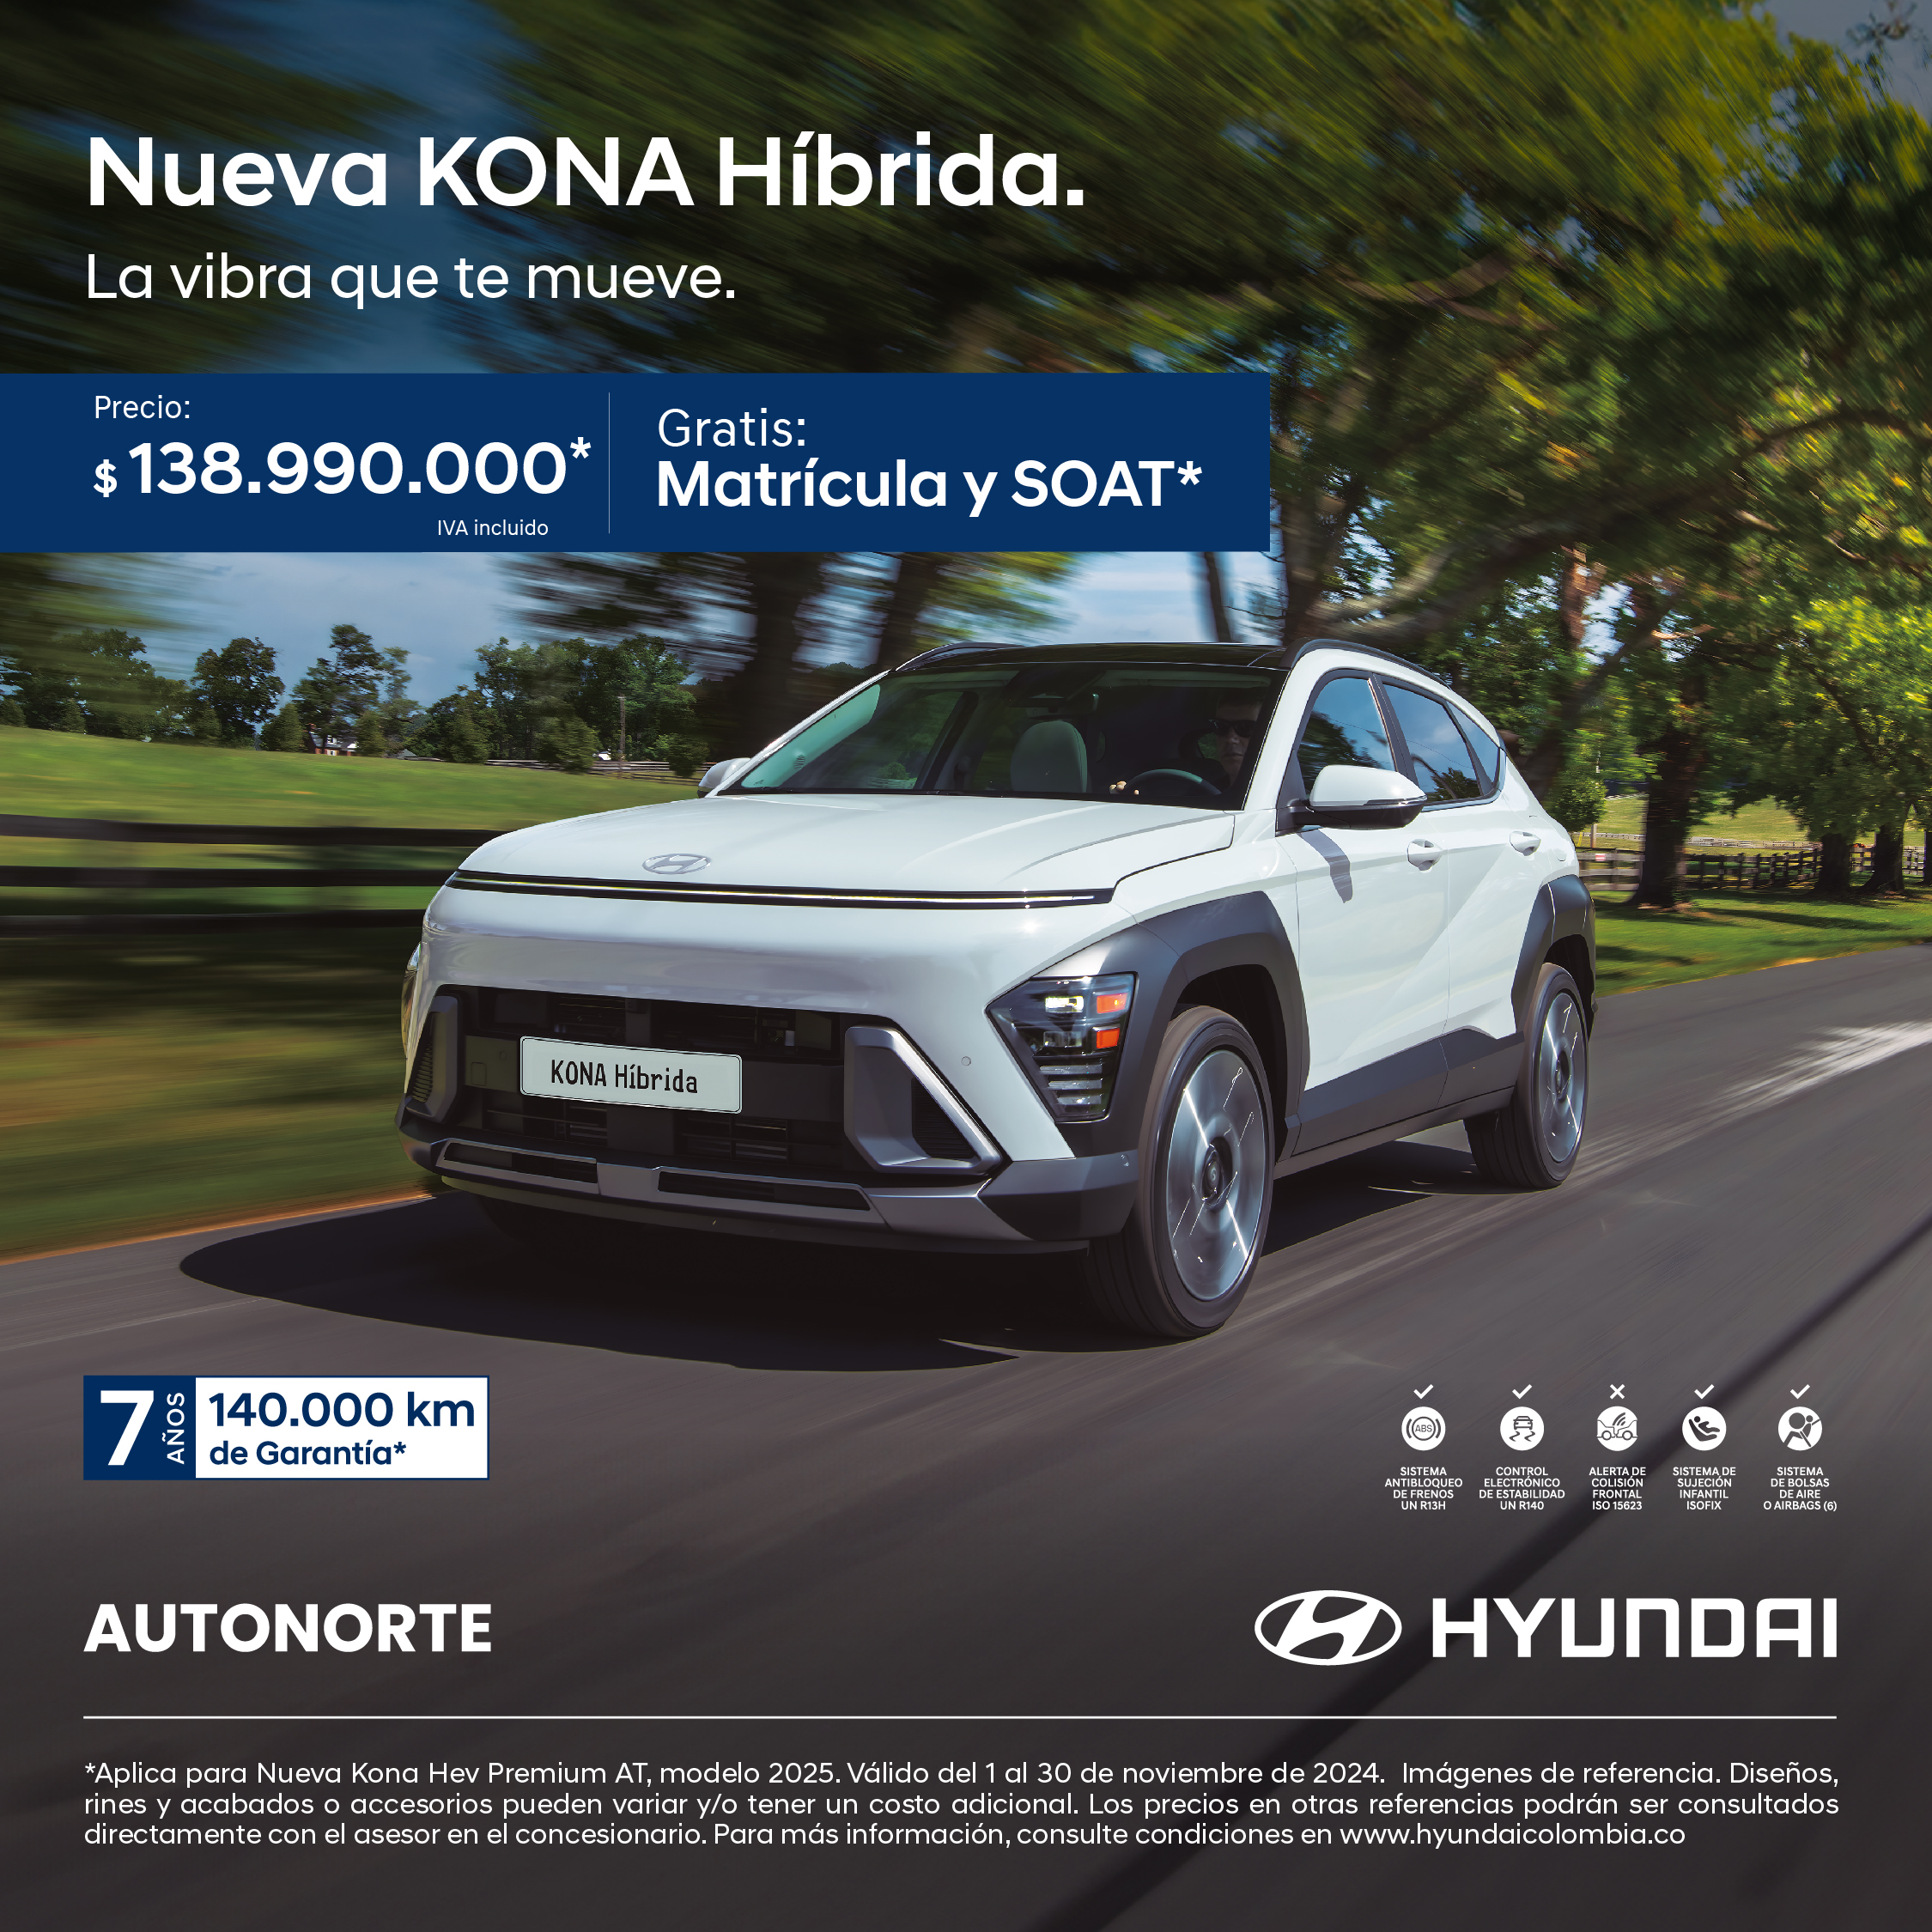 Nueva KONA Híbrida.
La vibra que te mueve.
Precio:
$ 138.990.000*
IVA incluido
Gratis:
Matrícula y SOAT*
KONA Híbrida
7 AÑOS
140.000 km
de Garantía*
ABS
SISTEMA
ANTIBLOQUEO
DE FRENOS
UN R13H
CONTROL
ELECTRÓNICO
DE ESTABILIDAD
UN R140
ALERTA DE
COLISIÓN
FRONTAL
ISO 15623
SISTEMA DE
SUJECIÓN
INFANTIL
ISOFIX
SISTEMA
DE BOLSAS
DE AIRE
O AIRBAGS (6)
AUTONORTE
HYUNDAI
*Aplica para Nueva Kona Hev Premium AT, modelo 2025. Válido del 1 al 30 de noviembre de 2024. Imágenes de referencia. Diseños,
rines y acabados o accesorios pueden variar y/o tener un costo adicional. Los precios en otras referencias podrán ser consultados
directamente con el asesor en el concesionario. Para más información, consulte condiciones en www.hyundaicolombia.co